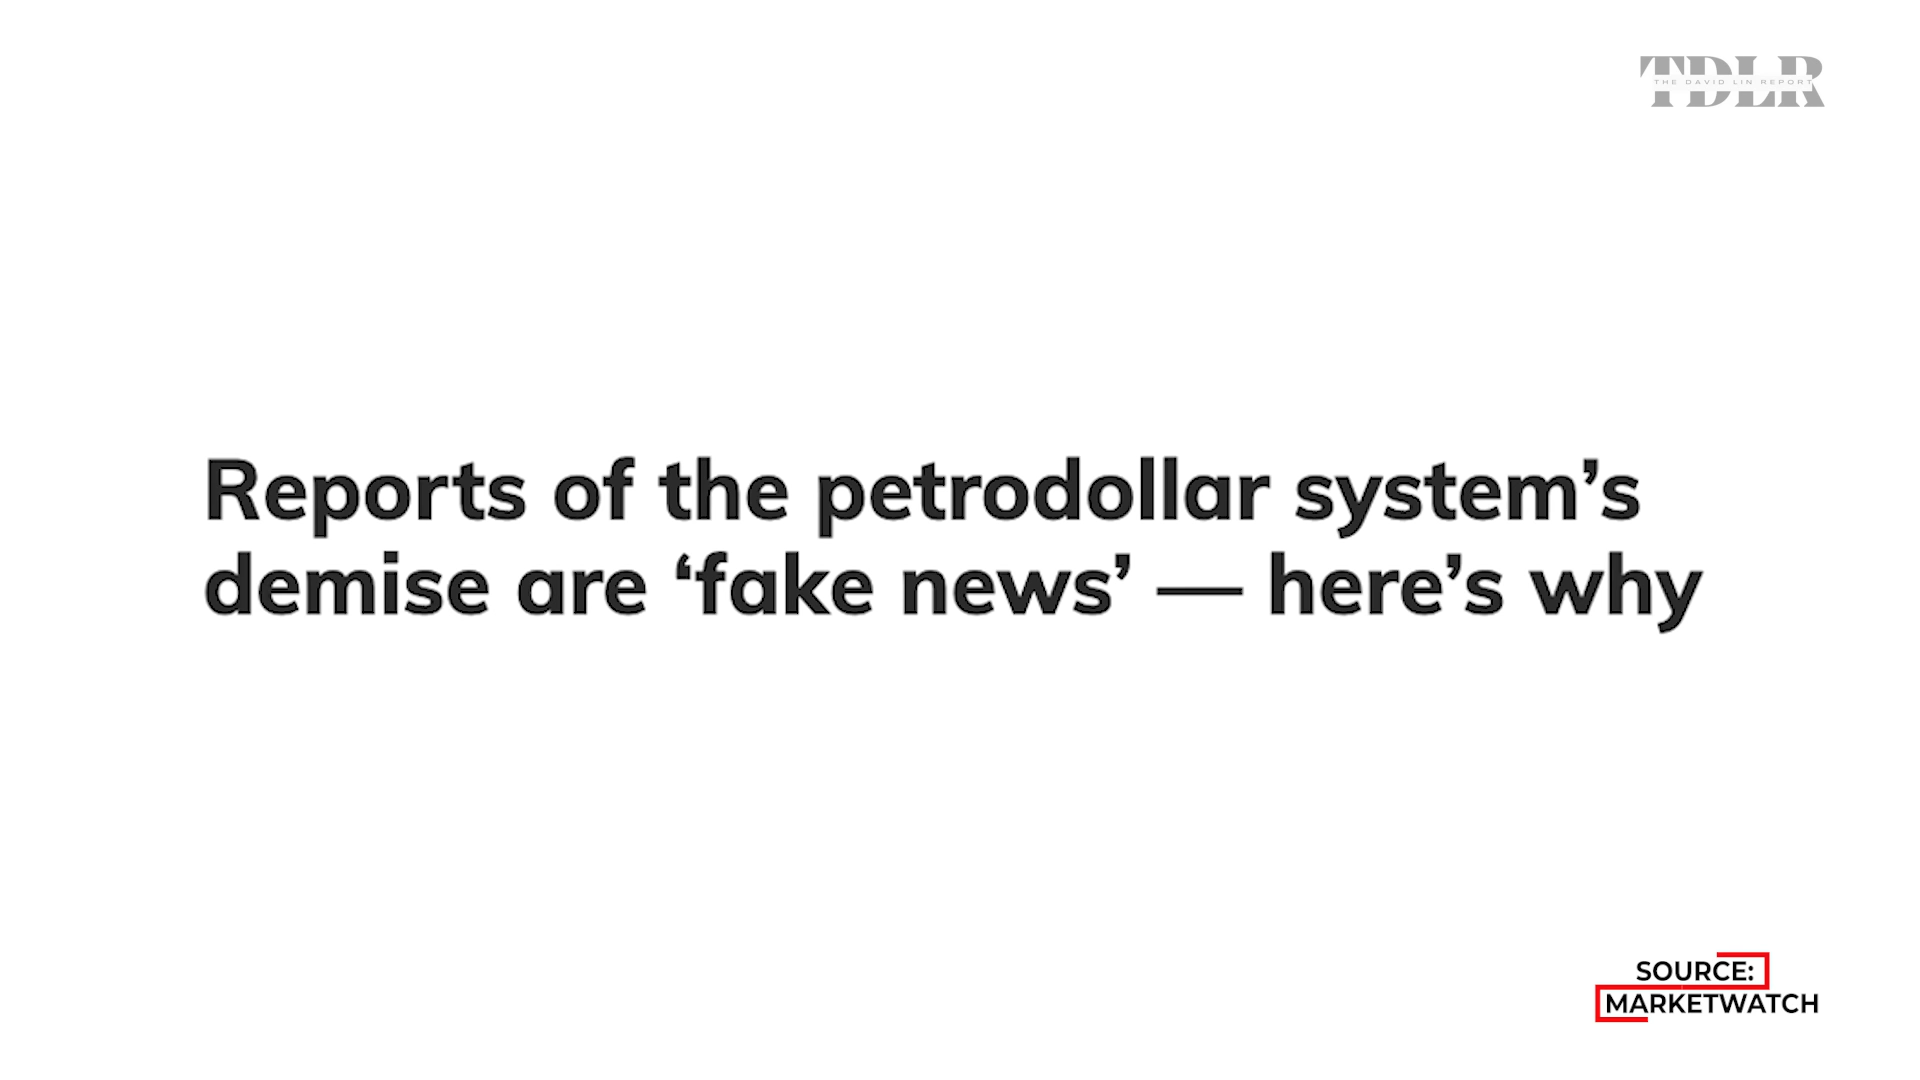 TDLR
THE DAVID LIN REPORT
Reports of the petrodollar system’s
demise are ‘fake news’ — here’s why
SOURCE:
MARKETWATCH